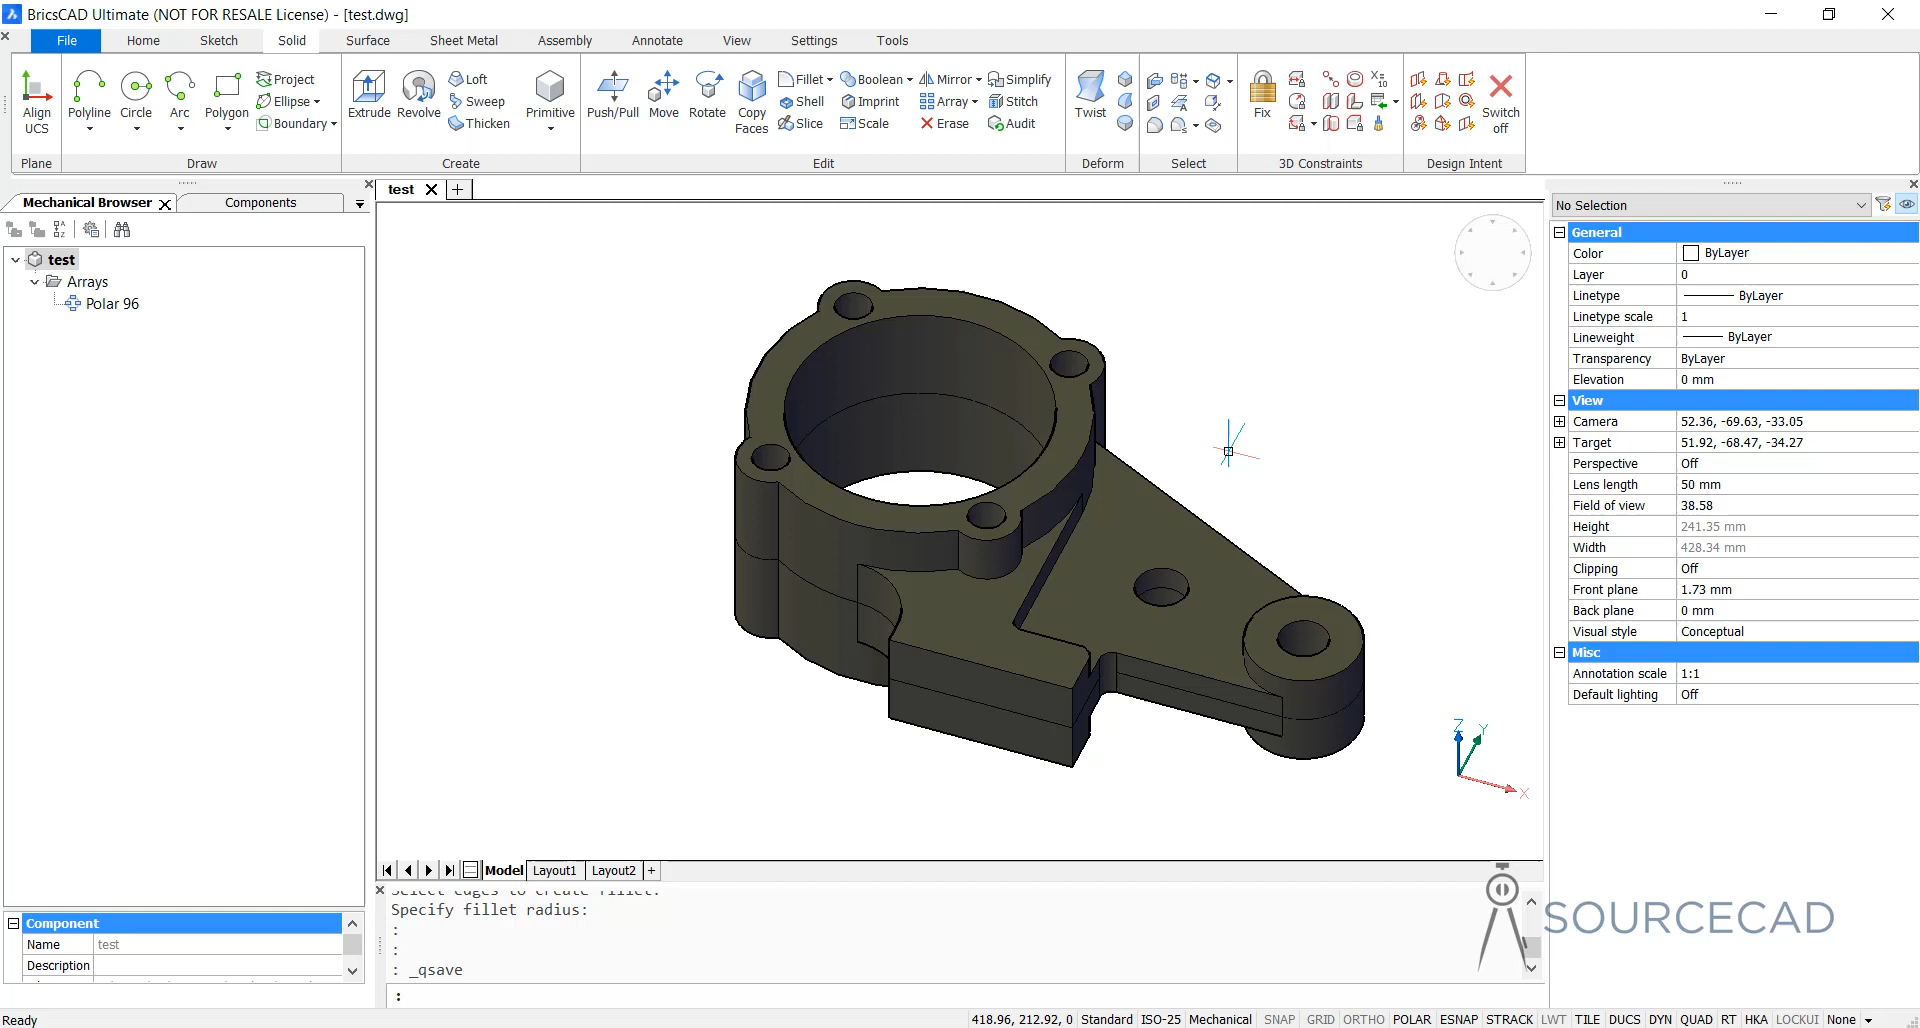 BricsCAD Ultimate (NOT FOR RESALE License) - [test.dwg]
File Home Sketch Solid Surface Sheet Metal Assembly Annotate View Settings Tools
Align UCS
Polyline
Circle
Arc
Polygon
Project
Ellipse
Boundary
Extrude
Revolve
Loft
Sweep
Thicken
Primitive
Push/Pull
Move
Rotate
Copy Faces
Fillet
Shell
Slice
Boolean
Imprint
Scale
Mirror
Array
Erase
Simplify
Stitch
Audit
Twist
Fix
Switch off
Plane Draw Create Edit Deform Select 3D Constraints Design Intent
Mechanical Browser
Components
test
Arrays
Polar 96
test
No Selection
General
Color ByLayer
Layer 0
Linetype ByLayer
Linetype scale 1
Lineweight ByLayer
Transparency ByLayer
Elevation 0 mm
View
Camera 52.36, -69.63, -33.05
Target 51.92, -68.47, -34.27
Perspective Off
Lens length 50 mm
Field of view 38.58
Height 241.35 mm
Width 428.34 mm
Clipping Off
Front plane 1.73 mm
Back plane 0 mm
Visual style Conceptual
Misc
Annotation scale 1:1
Default lighting Off
Z
Y
X
Model Layout1 Layout2 +
Select edges to create fillet:
Specify fillet radius:
:
:
: _qsave
:
SOURCECAD
Component
Name test
Description
Ready
418.96, 212.92, 0 Standard ISO-25 Mechanical SNAP GRID ORTHO POLAR ESNAP STRACK LWT TILE DUCS DYN QUAD RT HKA LOCKUI None